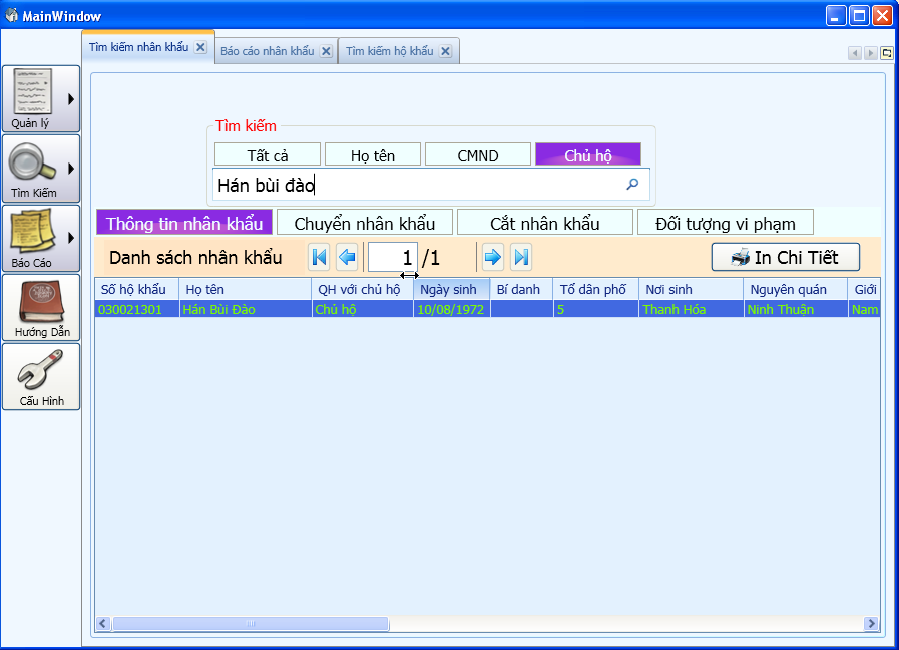 MainWindow
Tìm kiếm nhân khẩu
Báo cáo nhân khẩu
Tìm kiếm hộ khẩu
Quản lý
Tìm Kiếm
Báo Cáo
Hướng Dẫn
Cấu Hình
Tìm kiếm
Tất cả Họ tên CMND Chủ hộ
Hán bùi đào
Thông tin nhân khẩu Chuyển nhân khẩu Cắt nhân khẩu Đối tượng vi phạm
Danh sách nhân khẩu 1 /1 In Chi Tiết
Số hộ khẩu Họ tên QH với chủ hộ Ngày sinh Bí danh Tổ dân phố Nơi sinh Nguyên quán Giới
030021301 Hán Bùi Đào Chủ hộ 10/08/1972 5 Thanh Hóa Ninh Thuận Nam